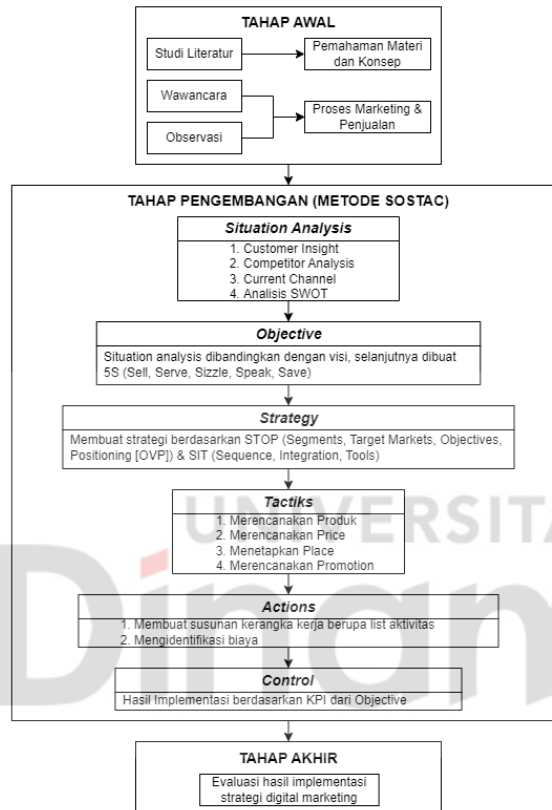 TAHAP AWAL
Studi Literatur
Pemahaman Materi
dan Konsep
Wawancara
Observasi
Proses Marketing &
Penjualan
TAHAP PENGEMBANGAN (METODE SOSTAC)
Situation Analysis
1. Customer Insight
2. Competitor Analysis
3. Current Channel
4. Analisis SWOT
Objective
Situation analysis dibandingkan dengan visi, selanjutnya dibuat
5S (Sell, Serve, Sizzle, Speak, Save)
Strategy
Membuat strategi berdasarkan STOP (Segments, Target Markets, Objectives,
Positioning [OVP]) & SIT (Sequence, Integration, Tools)
Tactiks
1. Merencanakan Produk
2. Merencanakan Price
3. Menetapkan Place
4. Merencanakan Promotion
UNIVERSITA
Dinam
Actions
1. Membuat susunan kerangka kerja berupa list aktivitas
2. Mengidentifikasi biaya
Control
Hasil Implementasi berdasarkan KPI dari Objective
TAHAP AKHIR
Evaluasi hasil implementasi
strategi digital marketing